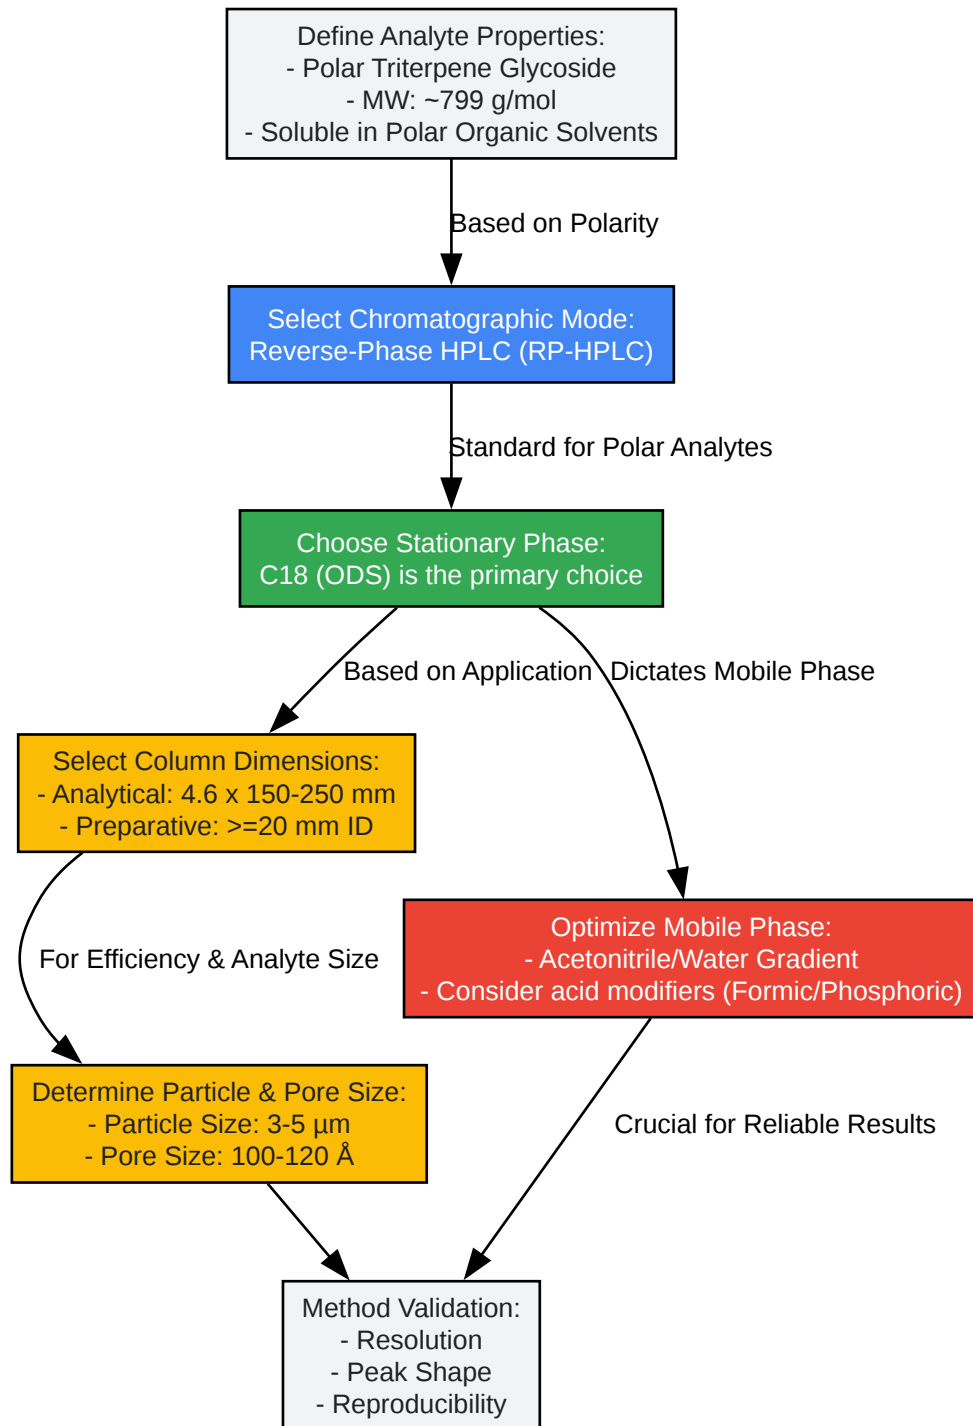 Define Analyte Properties:
- Polar Triterpene Glycoside
- MW: ~799 g/mol
- Soluble in Polar Organic Solvents
Based on Polarity
Select Chromatographic Mode:
Reverse-Phase HPLC (RP-HPLC)
Standard for Polar Analytes
Choose Stationary Phase:
C18 (ODS) is the primary choice
Based on Application
Dictates Mobile Phase
Select Column Dimensions:
- Analytical: 4.6 x 150-250 mm
- Preparative: >=20 mm ID
For Efficiency & Analyte Size
Optimize Mobile Phase:
- Acetonitrile/Water Gradient
- Consider acid modifiers (Formic/Phosphoric)
Determine Particle & Pore Size:
- Particle Size: 3-5 µm
- Pore Size: 100-120 Å
Crucial for Reliable Results
Method Validation:
- Resolution
- Peak Shape
- Reproducibility